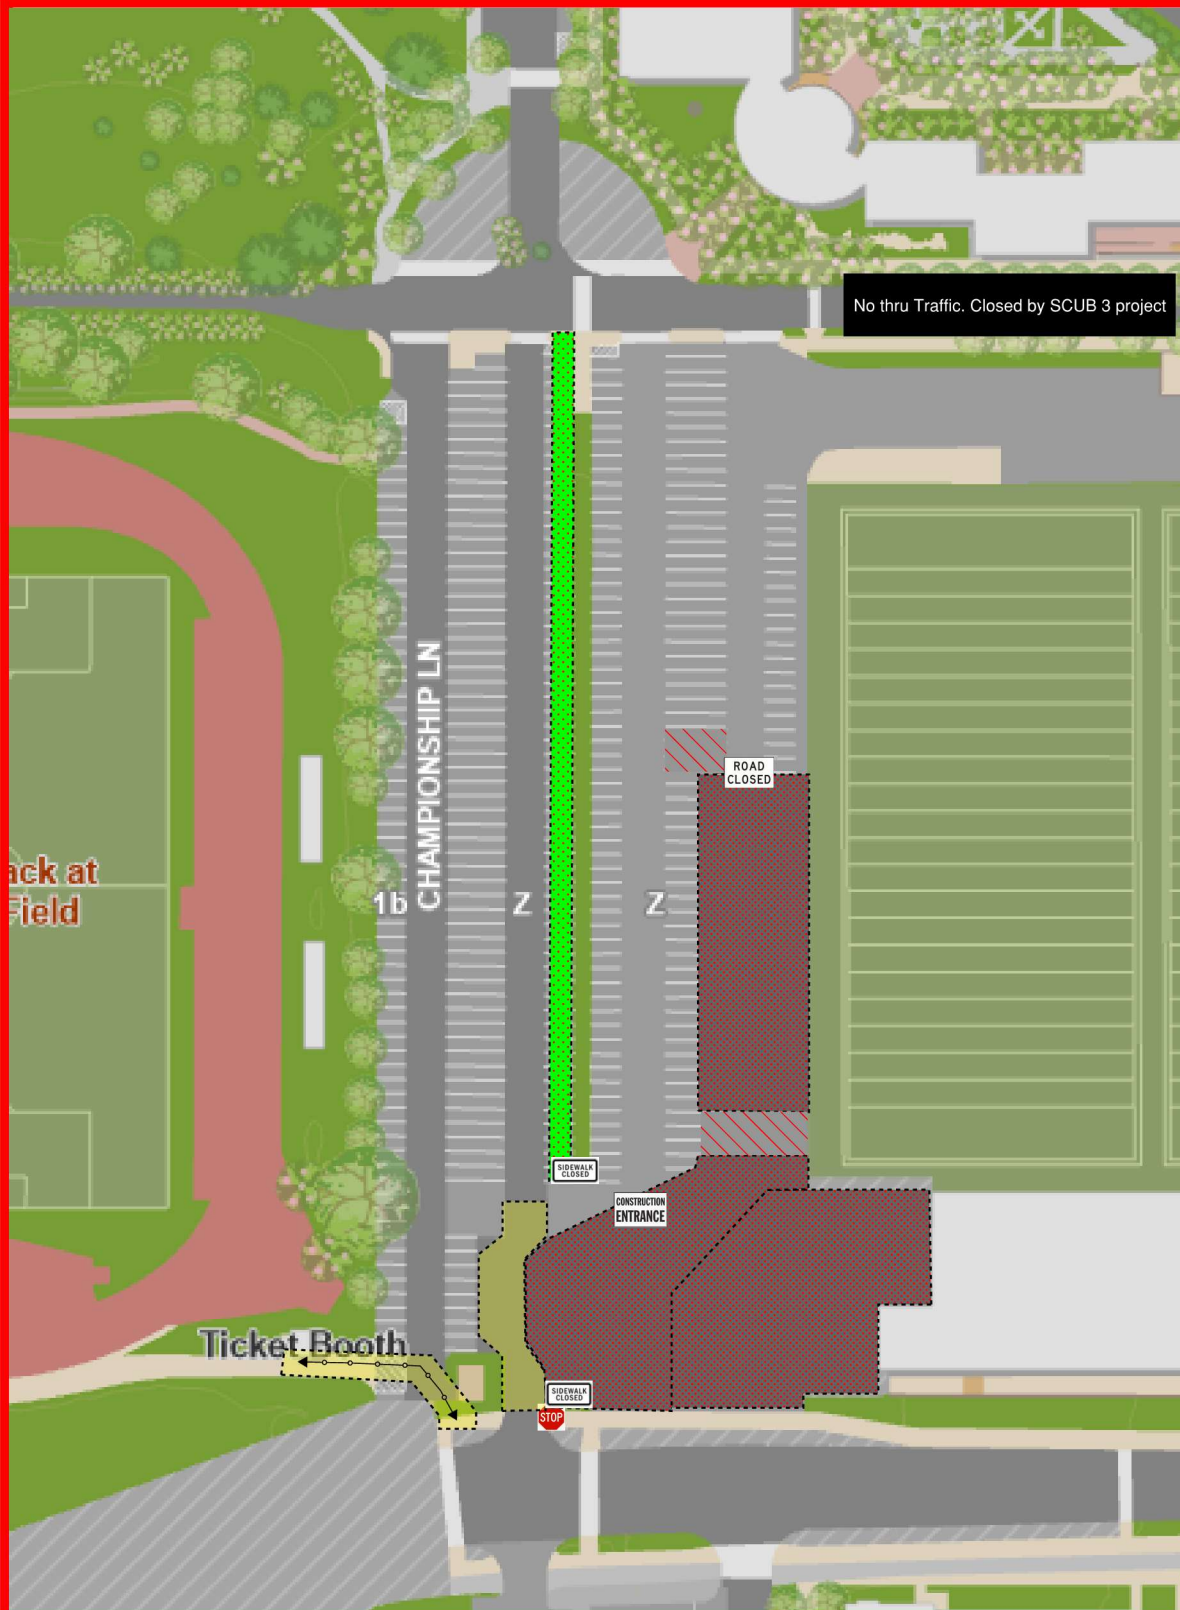 No thru Traffic. Closed by SCUB 3 project
CHAMPIONSHIP LN
ROAD
CLOSED
ack at
Field
1b
Z
Z
SIDEWALK
CLOSED
CONSTRUCTION
ENTRANCE
Ticket Booth
SIDEWALK
CLOSED
STOP